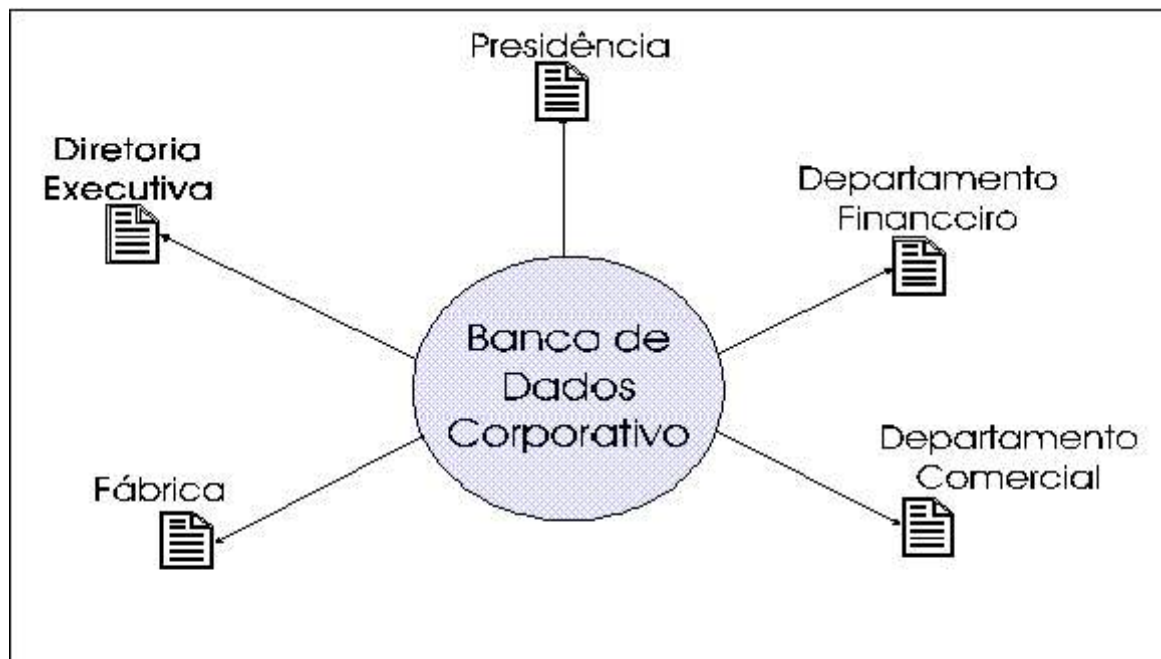 Presidência
Diretoria
Executiva
Departamento
Financeiro
Banco de
Dados
Corporativo
Departamento
Comercial
Fábrica